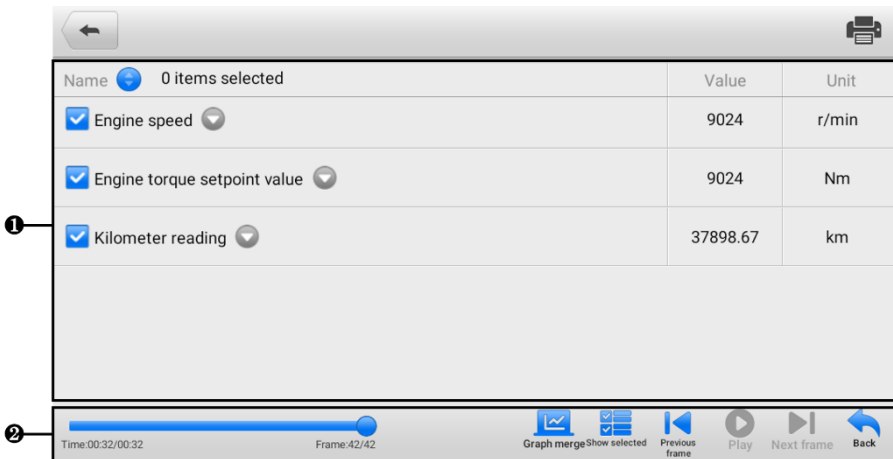 Name 0 items selected Value Unit
Engine speed 9024 r/min
Engine torque setpoint value 9024 Nm
❶
Kilometer reading 37898.67 km
❷
Time:00:32/00:32 Frame:42/42 Graph merge Show selected Previous frame Play Next frame Back